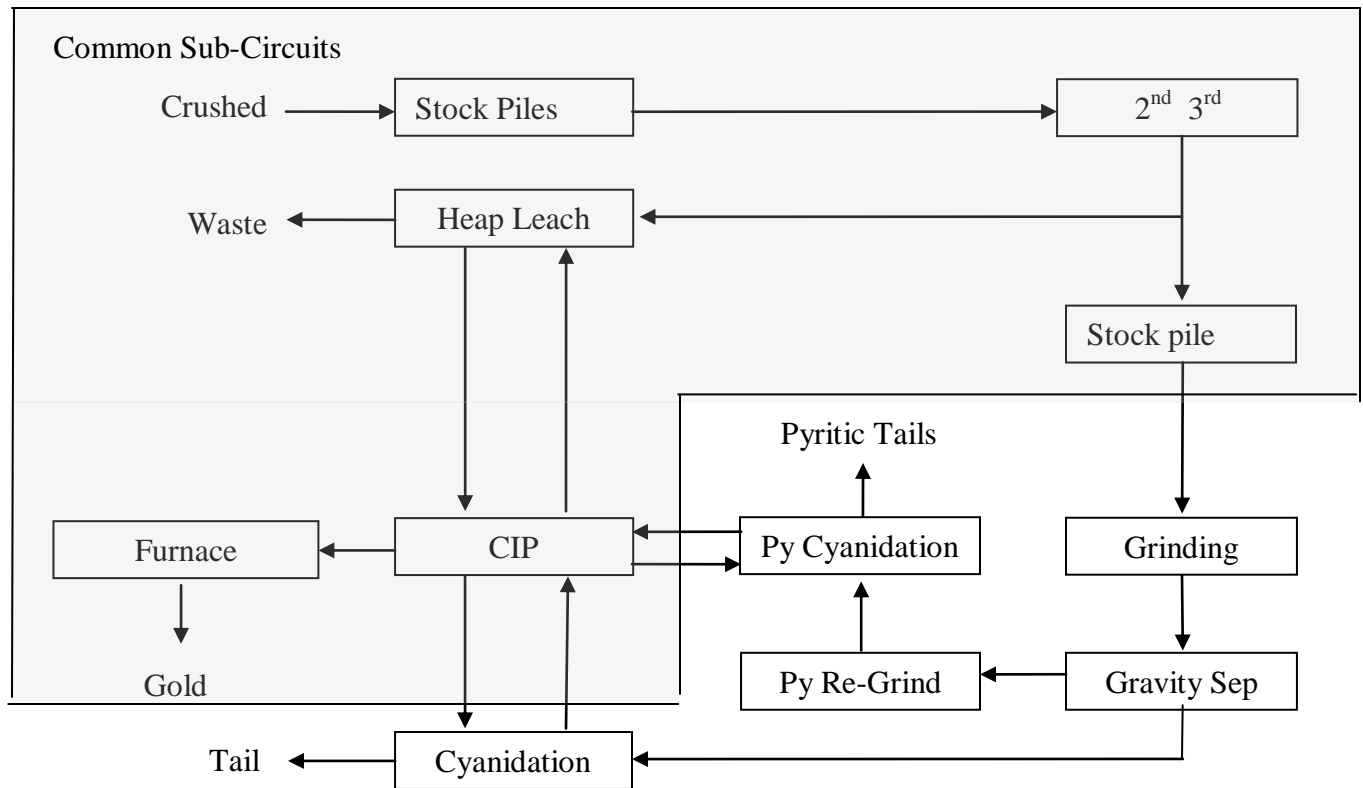 Common Sub-Circuits
Crushed
Stock Piles
2nd 3rd
Waste
Heap Leach
Stock pile
Pyritic Tails
Furnace
CIP
Py Cyanidation
Grinding
Gold
Py Re-Grind
Gravity Sep
Tail
Cyanidation